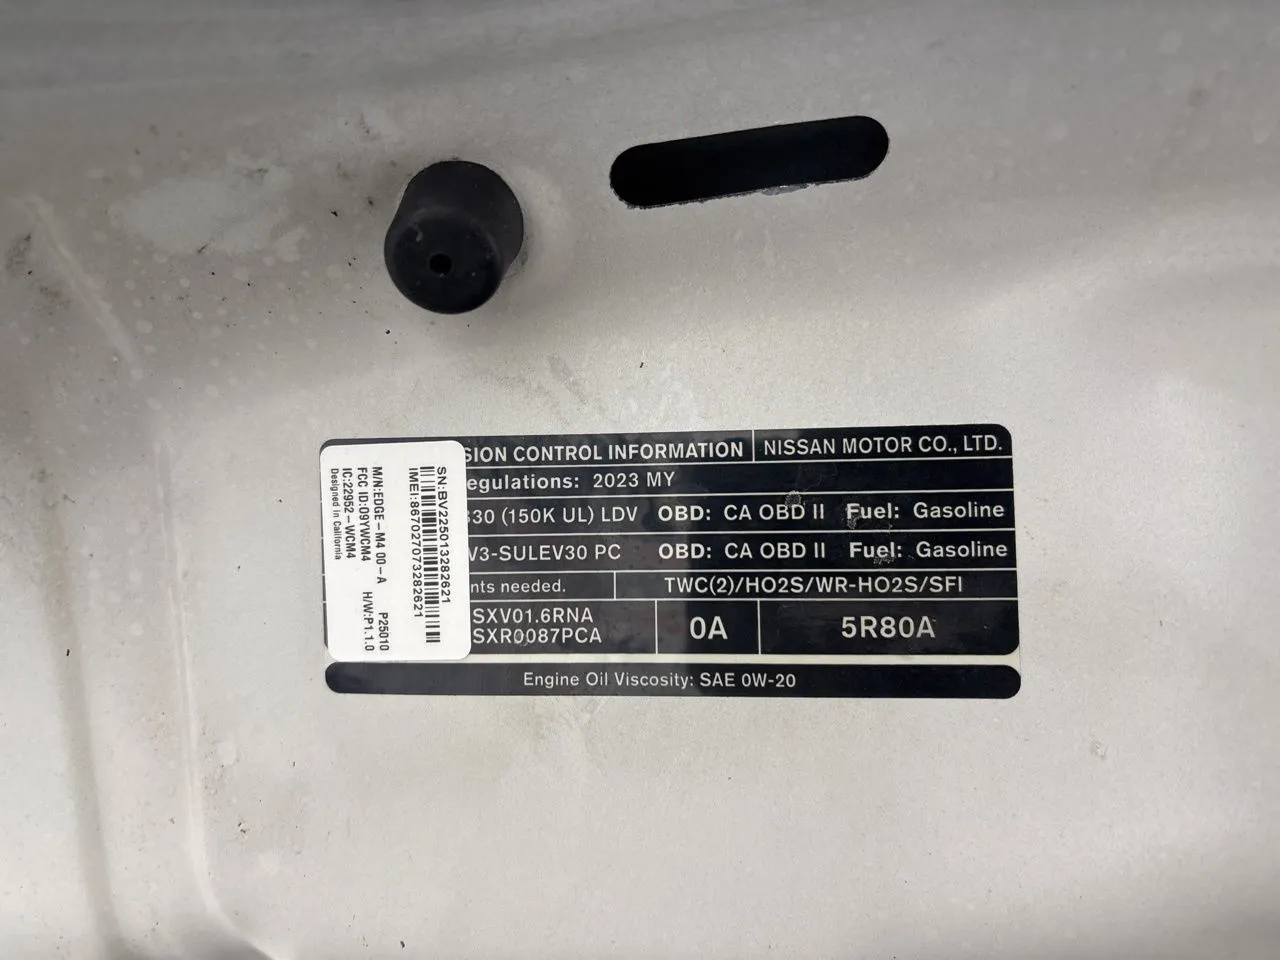 SION CONTROL INFORMATION NISSAN MOTOR CO., LTD.
egulations: 2023 MY
30 (150K UL) LDV OBD: CA OBD II Fuel: Gasoline
V3-SULEV30 PC OBD: CA OBD II Fuel: Gasoline
nts needed. TWC(2)/HO2S/WR-HO2S/SFI
SXV01.6RNA
SXR0087PCA
0A
5R80A
Engine Oil Viscosity: SAE 0W-20
SN:BV225013282621
IMEI:867027073282621
M/N:EDGE-M4 00-A P25010
FCC ID:09YWCM4 H/W:P1.1.0
IC:22952-WCM4
Designed in California